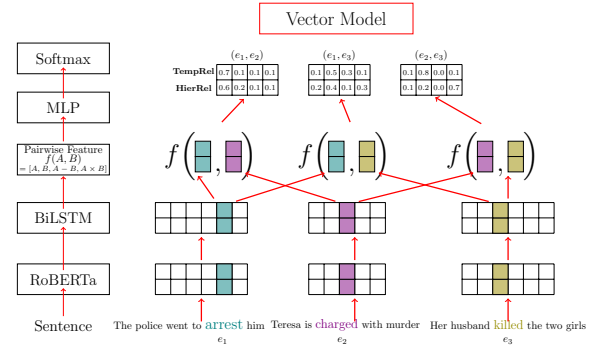 Vector Model
Softmax
MLP
Pairwise Feature
f(A, B)
= [A, B, A − B, A × B]
BiLSTM
RoBERTa
Sentence
(e₁, e₂)
(e₁, e₃)
(e₂, e₃)
TempRel 0.7 0.1 0.1 0.1 0.1 0.5 0.3 0.1 0.1 0.8 0.0 0.1
HierRel 0.6 0.2 0.1 0.1 0.2 0.4 0.1 0.3 0.1 0.2 0.0 0.7
f( , ) f( , ) f( , )
The police went to arrest him
e₁
Teresa is charged with murder
e₂
Her husband killed the two girls
e₃